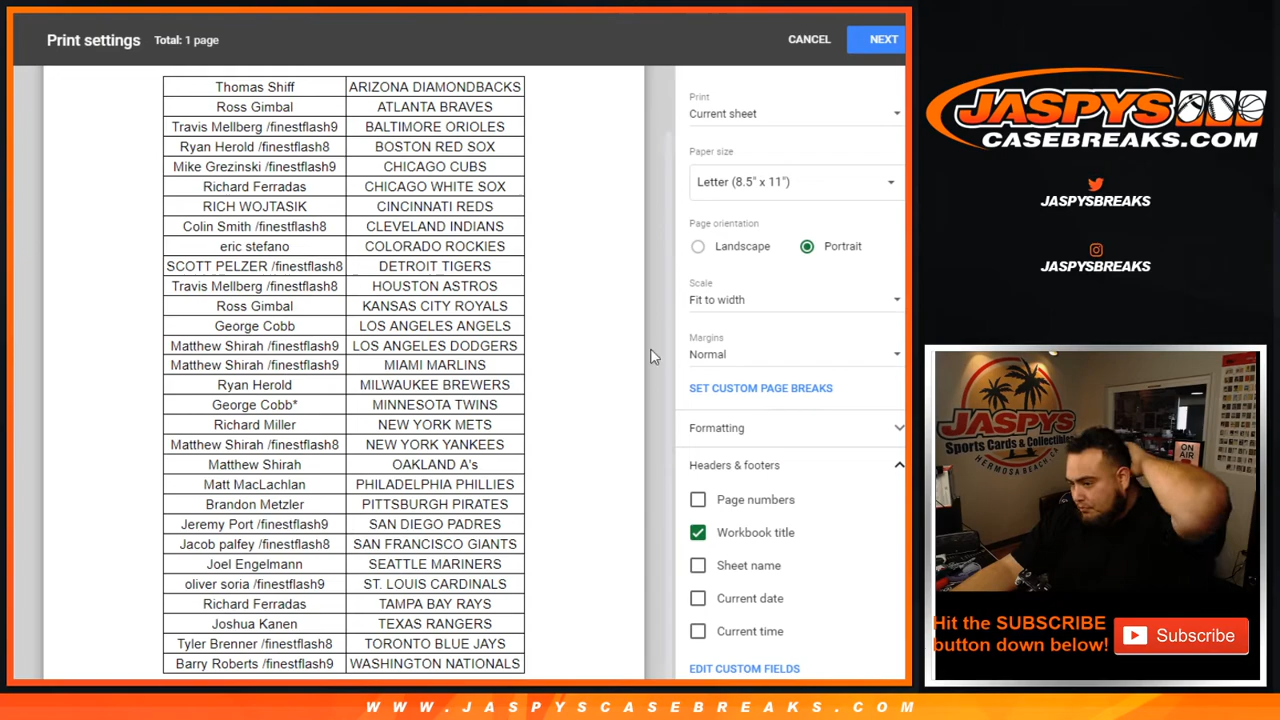 Print settings Total: 1 page CANCEL NEXT
Thomas Shiff ARIZONA DIAMONDBACKS
Ross Gimbal ATLANTA BRAVES
Travis Mellberg /finestflash9 BALTIMORE ORIOLES
Ryan Herold /finestflash8 BOSTON RED SOX
Mike Grezinski /finestflash9 CHICAGO CUBS
Richard Ferradas CHICAGO WHITE SOX
RICH WOJTASIK CINCINNATI REDS
Colin Smith /finestflash8 CLEVELAND INDIANS
eric stefano COLORADO ROCKIES
SCOTT PELZER /finestflash8 DETROIT TIGERS
Travis Mellberg /finestflash8 HOUSTON ASTROS
Ross Gimbal KANSAS CITY ROYALS
George Cobb LOS ANGELES ANGELS
Matthew Shirah /finestflash9 LOS ANGELES DODGERS
Matthew Shirah /finestflash9 MIAMI MARLINS
Ryan Herold MILWAUKEE BREWERS
George Cobb* MINNESOTA TWINS
Richard Miller NEW YORK METS
Matthew Shirah /finestflash8 NEW YORK YANKEES
Matthew Shirah OAKLAND A's
Matt MacLachlan PHILADELPHIA PHILLIES
Brandon Metzler PITTSBURGH PIRATES
Jeremy Port /finestflash9 SAN DIEGO PADRES
Jacob palfey /finestflash8 SAN FRANCISCO GIANTS
Joel Engelmann SEATTLE MARINERS
oliver soria /finestflash9 ST. LOUIS CARDINALS
Richard Ferradas TAMPA BAY RAYS
Joshua Kanen TEXAS RANGERS
Tyler Brenner /finestflash8 TORONTO BLUE JAYS
Barry Roberts /finestflash9 WASHINGTON NATIONALS
Print
Current sheet
Paper size
Letter (8.5" x 11")
Page orientation
Landscape Portrait
Scale
Fit to width
Margins
Normal
SET CUSTOM PAGE BREAKS
Formatting
Headers & footers
Page numbers
Workbook title
Sheet name
Current date
Current time
EDIT CUSTOM FIELDS
JASPYS
CASEBREAKS.COM
JASPYSBREAKS
JASPYSBREAKS
JASPYS
Sports Cards & Collectibles
HERMOSA BEACH CA
ON
AIR
Hit the SUBSCRIBE
button down below!
Subscribe
WWW.JASPYSCASEBREAKS.COM